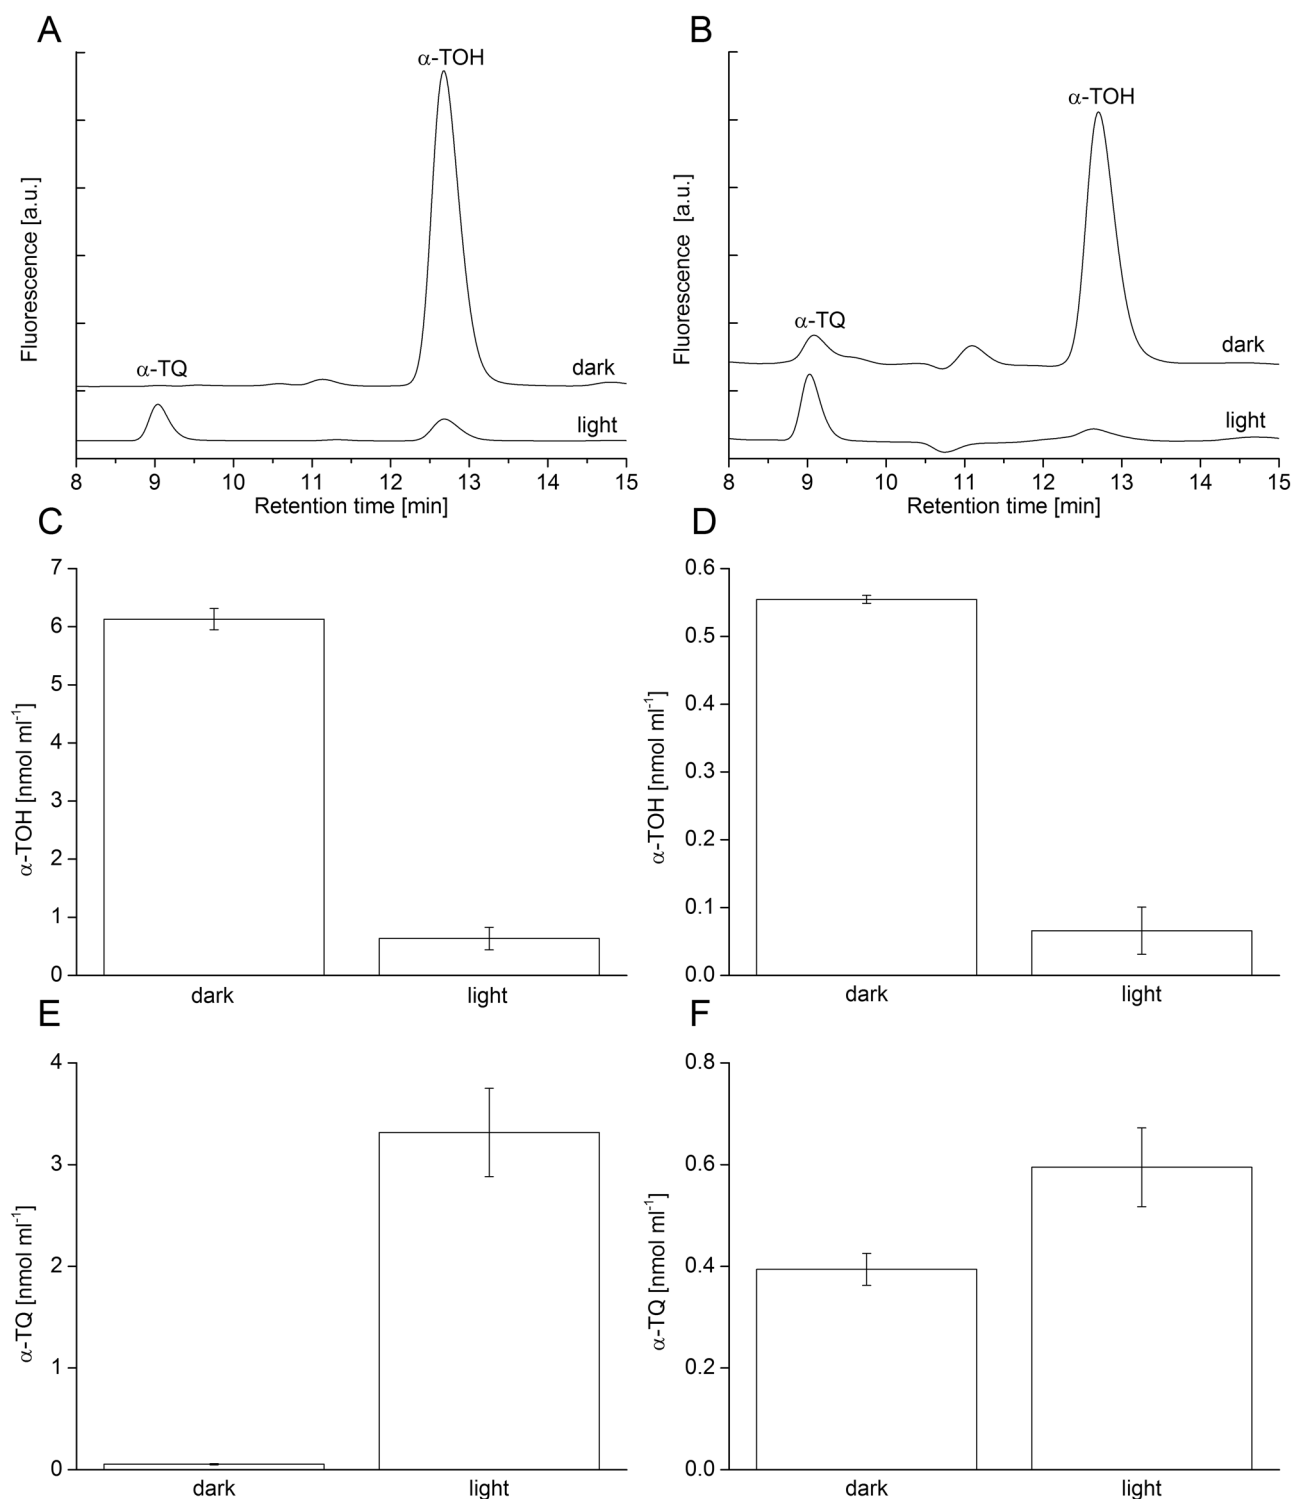 A
α-TOH
α-TQ
dark
light
Fluorescence [a.u.]
8 9 10 11 12 13 14 15
Retention time [min]
B
α-TOH
α-TQ
dark
light
Fluorescence [a.u.]
8 9 10 11 12 13 14 15
Retention time [min]
C
7
6
5
4
3
2
1
0
α-TOH [nmol ml⁻¹]
dark light
D
0.6
0.5
0.4
0.3
0.2
0.1
0.0
α-TOH [nmol ml⁻¹]
dark light
E
4
3
2
1
0
α-TQ [nmol ml⁻¹]
dark light
F
0.8
0.6
0.4
0.2
0.0
α-TQ [nmol ml⁻¹]
dark light